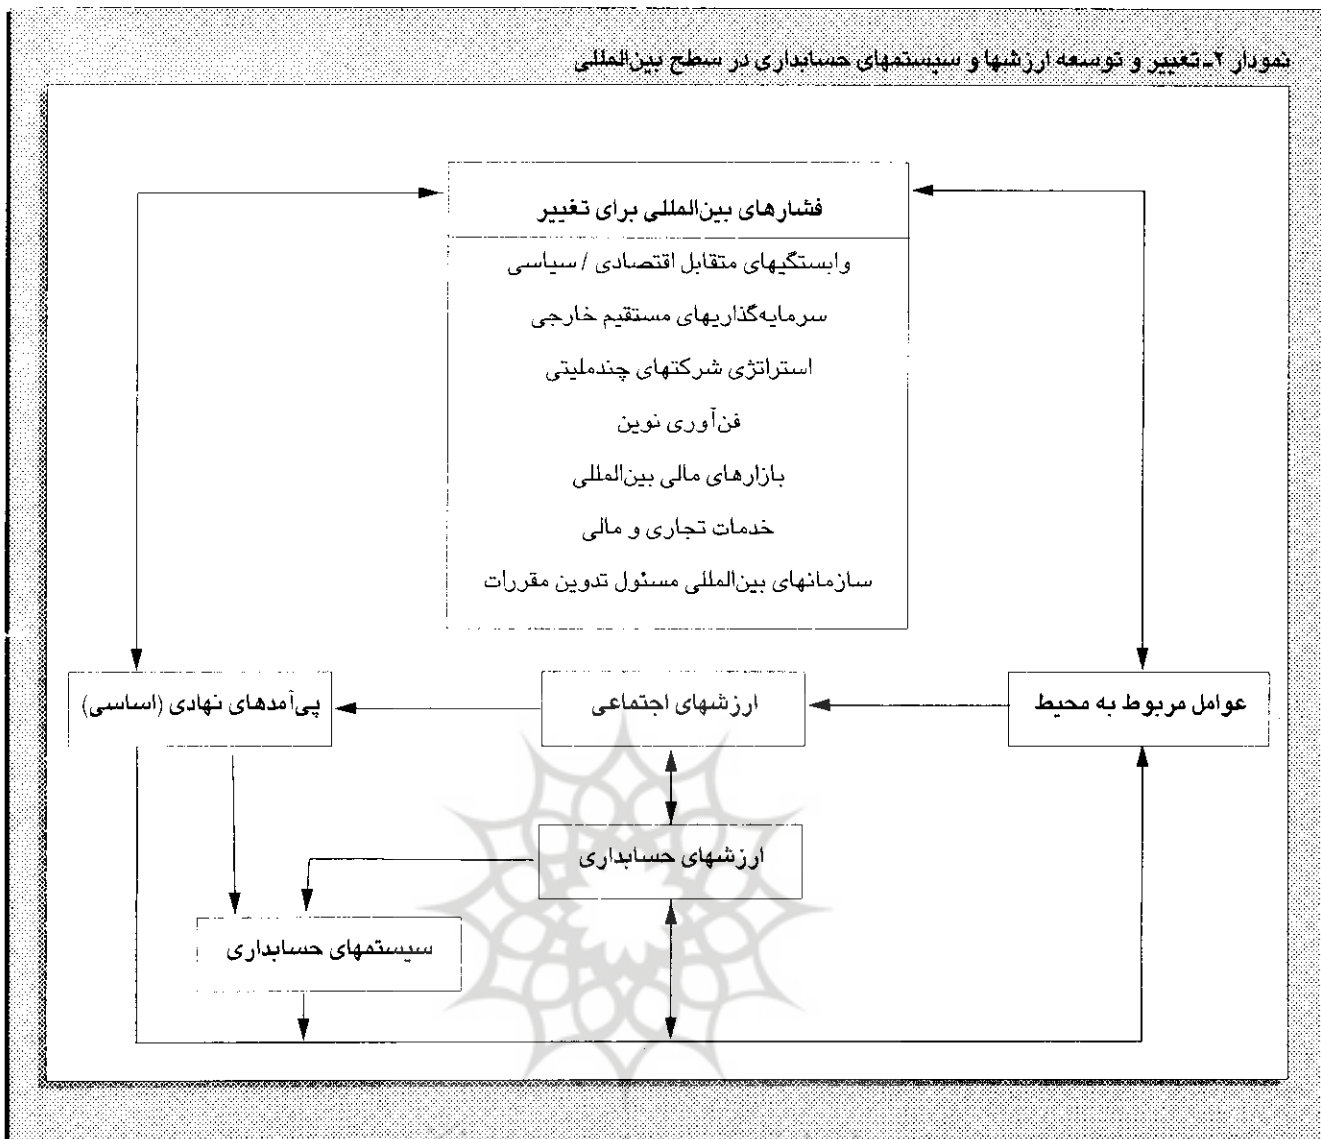 نمودار ۲ـ تغییر و توسعه ارزشها و سیستمهای حسابداری در سطح بین‌المللی
فشارهای بین‌المللی برای تغییر
وابستگیهای متقابل اقتصادی / سیاسی
سرمایه‌گذاریهای مستقیم خارجی
استراتژی شرکتهای چندملیتی
فن‌آوری نوین
بازارهای مالی بین‌المللی
خدمات تجاری و مالی
سازمانهای بین‌المللی مسئول تدوین مقررات
عوامل مربوط به محیط
ارزشهای اجتماعی
پی‌آمدهای نهادی (اساسی)
ارزشهای حسابداری
سیستمهای حسابداری